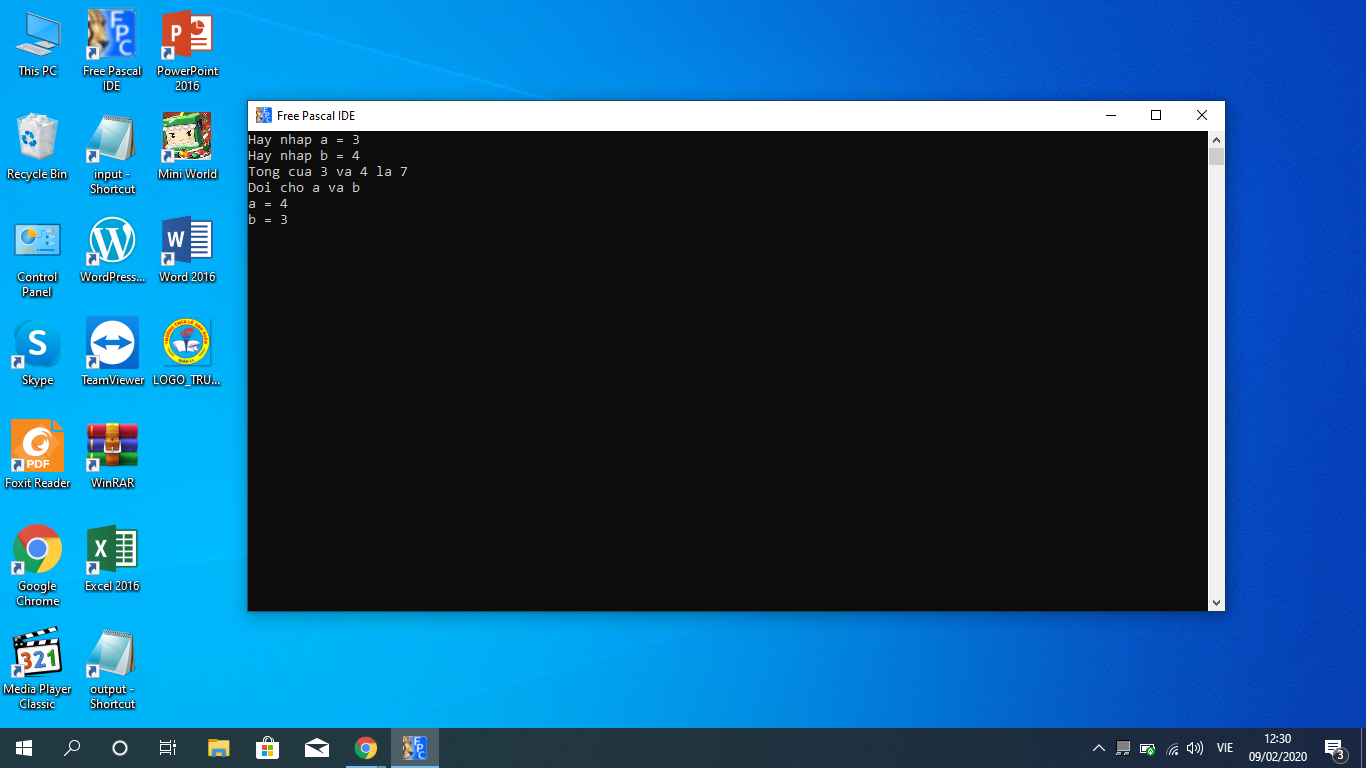 This PC
Free Pascal
IDE
PowerPoint
2016
Recycle Bin
input -
Shortcut
Mini World
Control
Panel
WordPress...
Word 2016
Skype
TeamViewer
LOGO_TRU...
Foxit Reader
WinRAR
Google
Chrome
Excel 2016
Media Player
Classic
output -
Shortcut
Free Pascal IDE
Hay nhap a = 3
Hay nhap b = 4
Tong cua 3 va 4 la 7
Doi cho a va b
a = 4
b = 3
VIE
12:30
09/02/2020
3